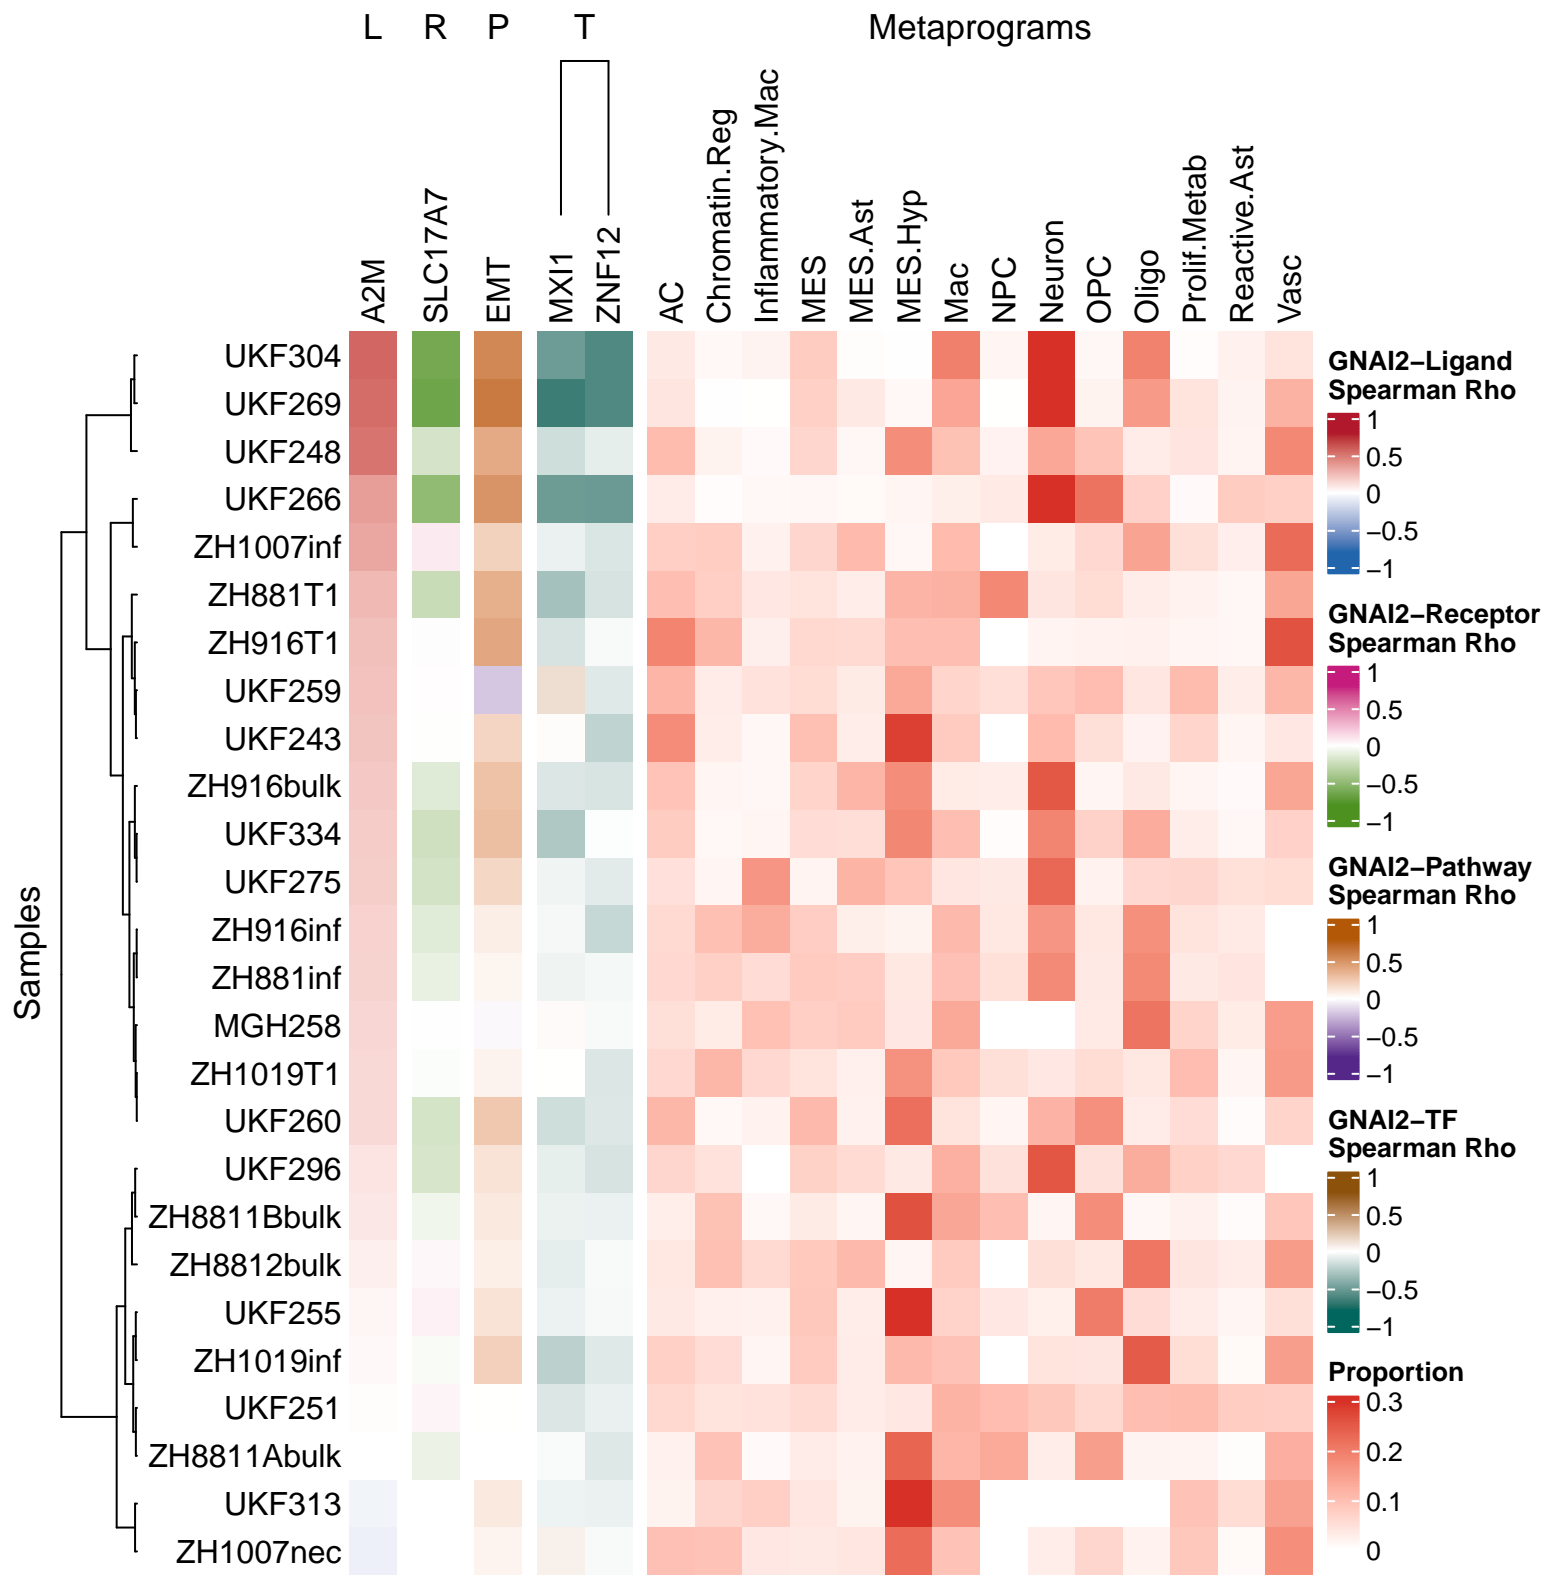 L R P T Metaprograms
A2M
SLC17A7
EMT
MXI1
ZNF12
AC
Chromatin.Reg
Inflammatory.Mac
MES
MES.Ast
MES.Hyp
Mac
NPC
Neuron
OPC
Oligo
Prolif.Metab
Reactive.Ast
Vasc
Samples
UKF304
UKF269
UKF248
UKF266
ZH1007inf
ZH881T1
ZH916T1
UKF259
UKF243
ZH916bulk
UKF334
UKF275
ZH916inf
ZH881inf
MGH258
ZH1019T1
UKF260
UKF296
ZH8811Bbulk
ZH8812bulk
UKF255
ZH1019inf
UKF251
ZH8811Abulk
UKF313
ZH1007nec
GNAI2−Ligand
Spearman Rho
1
0.5
0
−0.5
−1
GNAI2−Receptor
Spearman Rho
1
0.5
0
−0.5
−1
GNAI2−Pathway
Spearman Rho
1
0.5
0
−0.5
−1
GNAI2−TF
Spearman Rho
1
0.5
0
−0.5
−1
Proportion
0.3
0.2
0.1
0